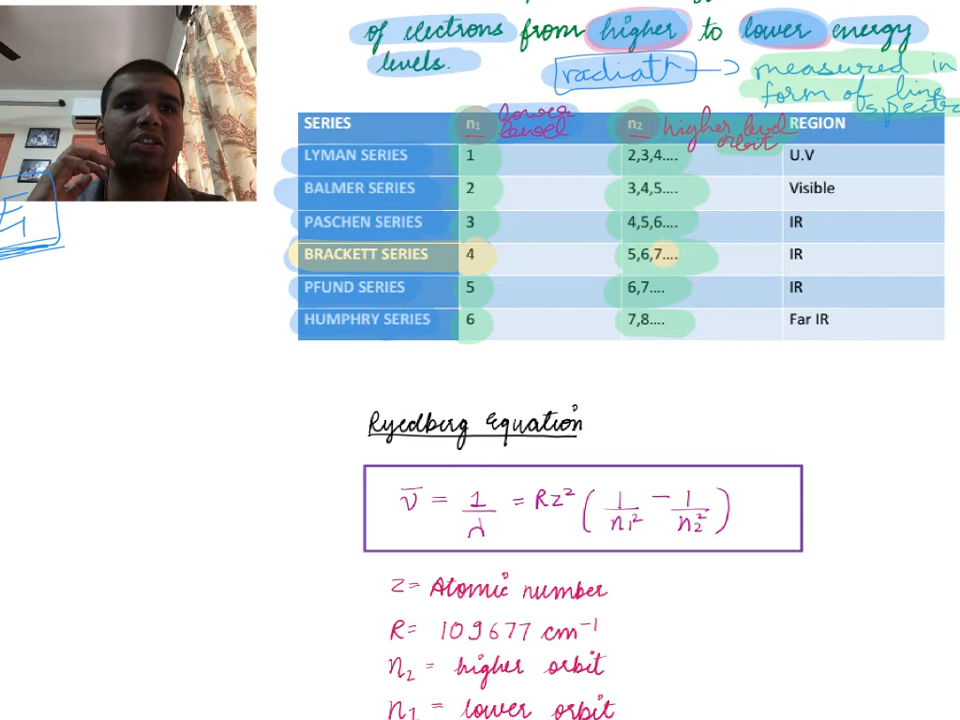 of electrons from higher to lower energy
levels.
radiatn → measured in
form of line
spectra
SERIES n1 lower level n2 higher level orbit REGION
LYMAN SERIES 1 2,3,4.... U.V
BALMER SERIES 2 3,4,5.... Visible
PASCHEN SERIES 3 4,5,6.... IR
BRACKETT SERIES 4 5,6,7.... IR
PFUND SERIES 5 6,7.... IR
HUMPHRY SERIES 6 7,8.... Far IR
Ryedberg Equation
ν̅ = 1/λ = RZ² ( 1/n1² − 1/n2² )
Z = Atomic number
R = 109677 cm⁻¹
n2 = higher orbit
n1 = lower orbit